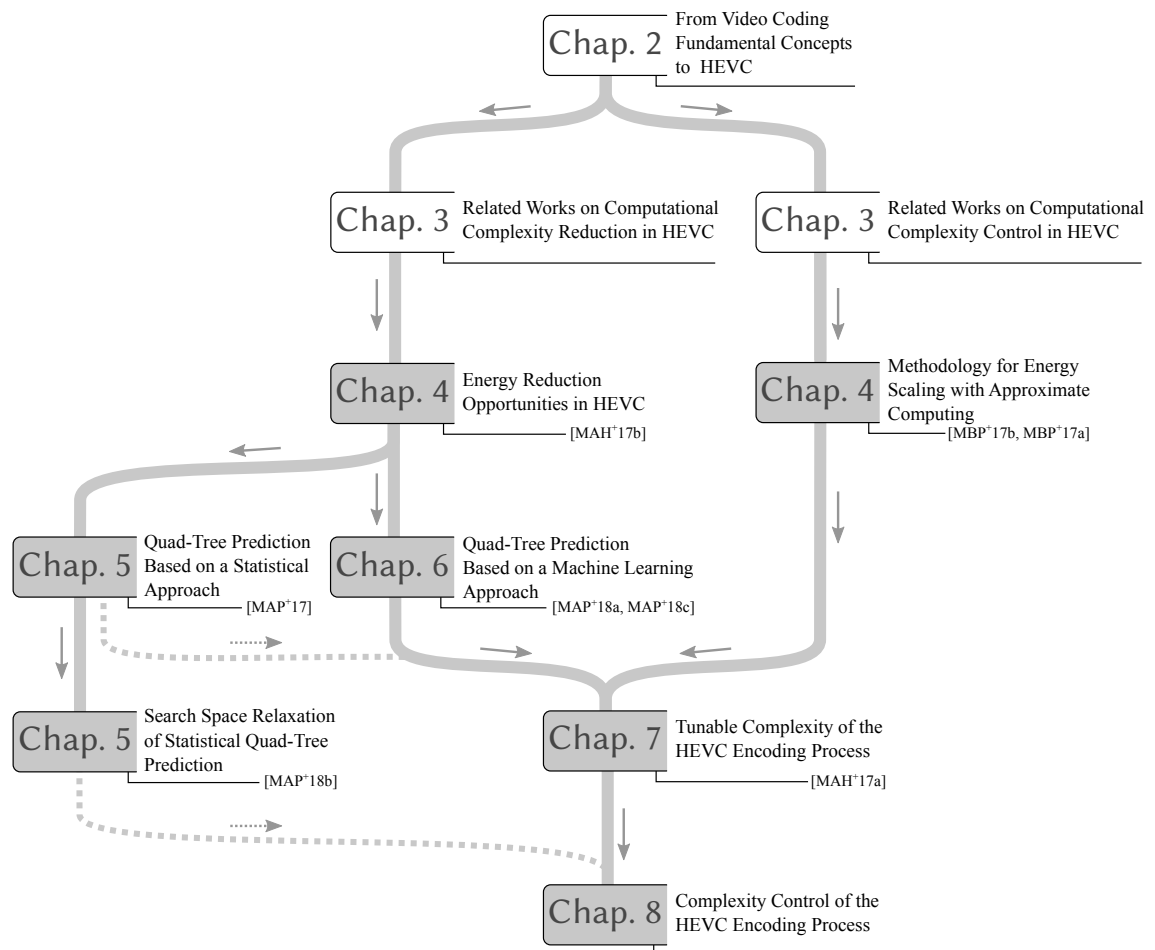 Chap. 2
From Video Coding
Fundamental Concepts
to HEVC
Chap. 3
Related Works on Computational
Complexity Reduction in HEVC
Chap. 3
Related Works on Computational
Complexity Control in HEVC
Chap. 4
Energy Reduction
Opportunities in HEVC
[MAH+17b]
Chap. 4
Methodology for Energy
Scaling with Approximate
Computing
[MBP+17b, MBP+17a]
Chap. 5
Quad-Tree Prediction
Based on a Statistical
Approach
[MAP+17]
Chap. 6
Quad-Tree Prediction
Based on a Machine Learning
Approach
[MAP+18a, MAP+18c]
Chap. 5
Search Space Relaxation
of Statistical Quad-Tree
Prediction
[MAP+18b]
Chap. 7
Tunable Complexity of the
HEVC Encoding Process
[MAH+17a]
Chap. 8
Complexity Control of the
HEVC Encoding Process